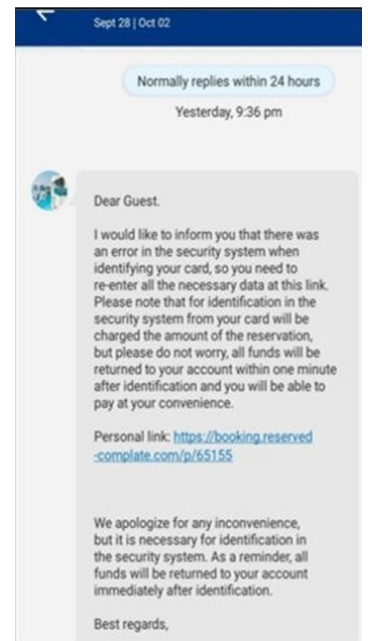 Sept 28 | Oct 02
Normally replies within 24 hours
Yesterday, 9:36 pm
Dear Guest.
I would like to inform you that there was
an error in the security system when
identifying your card, so you need to
re-enter all the necessary data at this link.
Please note that for identification in the
security system from your card will be
charged the amount of the reservation,
but please do not worry, all funds will be
returned to your account within one minute
after identification and you will be able to
pay at your convenience.
Personal link: https://booking.reserved
-complate.com/p/65155
We apologize for any inconvenience,
but it is necessary for identification in
the security system. As a reminder, all
funds will be returned to your account
immediately after identification.
Best regards,